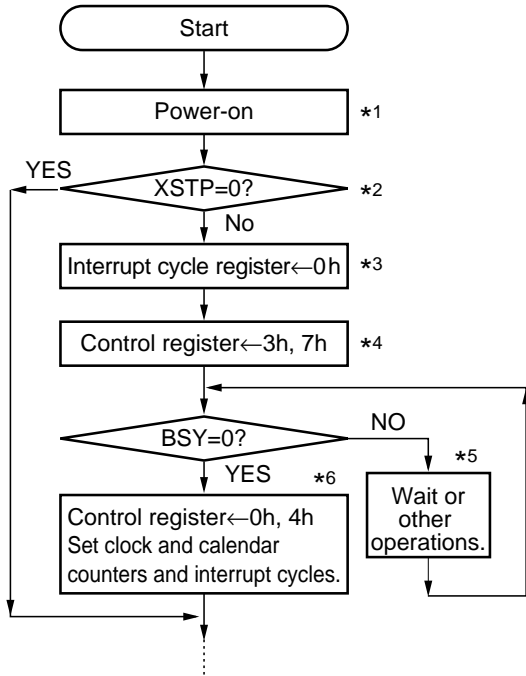 Start
Power-on
*1
YES
XSTP=0?
*2
No
Interrupt cycle register←0h
*3
Control register←3h, 7h
*4
BSY=0?
NO
YES
*5
*6
Control register←0h, 4h
Set clock and calendar
counters and interrupt cycles.
Wait or
other
operations.